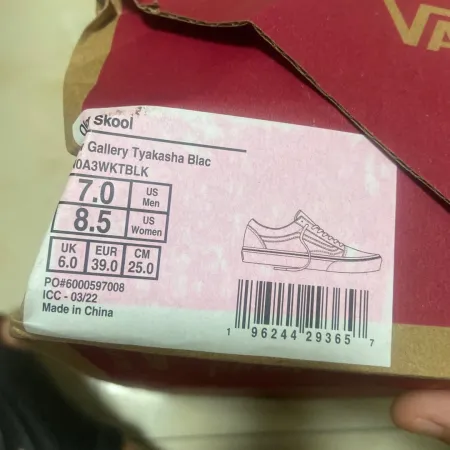 VA
Skool
Gallery Tyakasha Blac
0A3WKTBLK
7.0 US Men
8.5 US Women
UK 6.0 EUR 39.0 CM 25.0
PO#6000597008
ICC - 03/22
Made in China
1 96244 29365 7